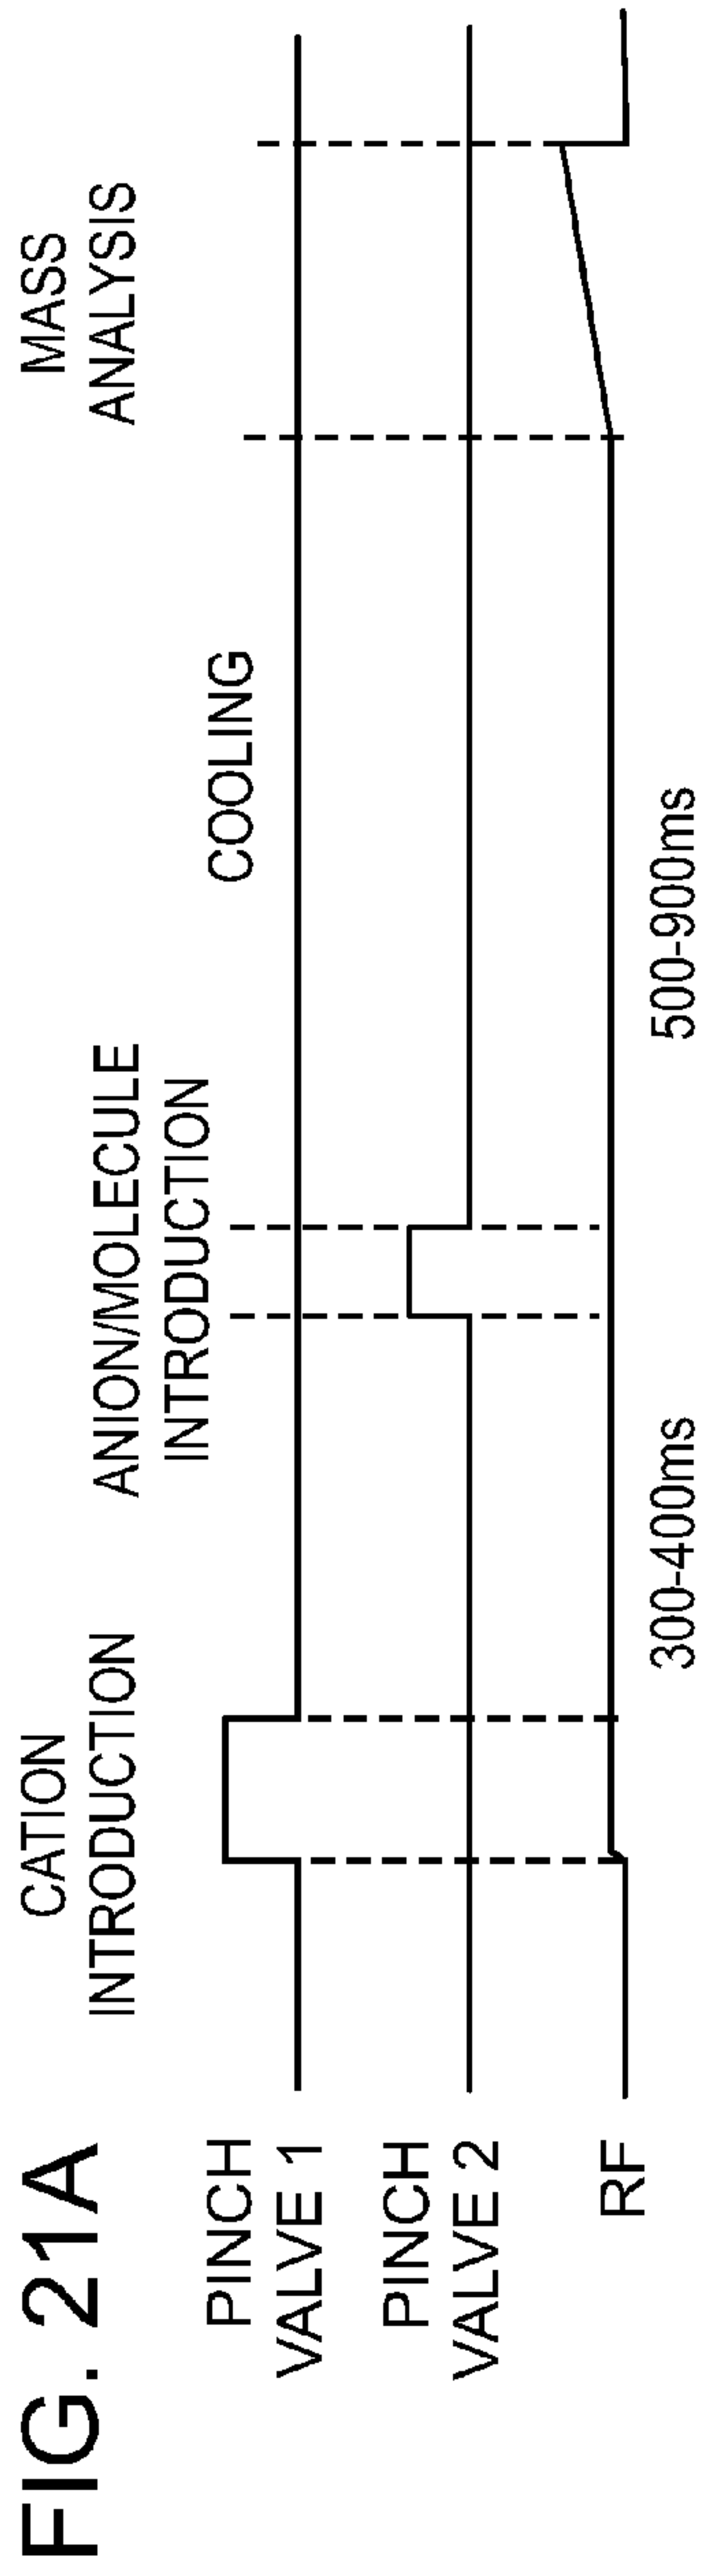 FIG. 21A
CATION
INTRODUCTION
ANION/MOLECULE
INTRODUCTION
COOLING
MASS
ANALYSIS
PINCH
VALVE 1
PINCH
VALVE 2
RF
300-400ms
500-900ms